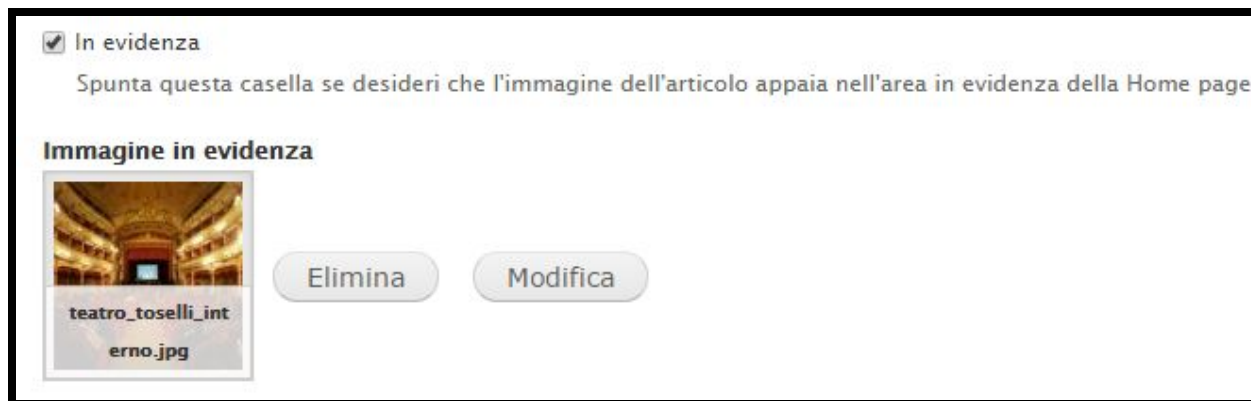 In evidenza
Spunta questa casella se desideri che l'immagine dell'articolo appaia nell'area in evidenza della Home page
Immagine in evidenza
Elimina
Modifica
teatro_toselli_int
erno.jpg